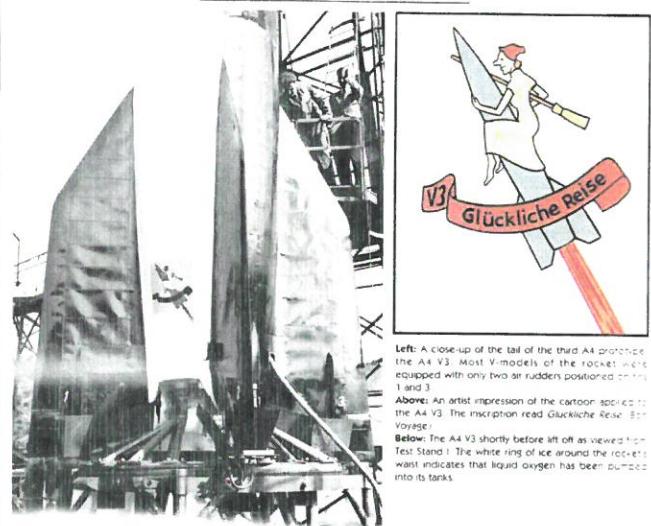 V3
Glückliche Reise
Left: A close-up of the tail of the third A4 prototype
the A4 V3. Most V-models of the rocket were
equipped with only two air rudders positioned on fins
1 and 3
Above: An artist impression of the cartoon applied to
the A4 V3. The inscription read Gluckliche Reise Bon
Voyage)
Below: The A4 V3 shortly before lift off as viewed from
Test Stand I The white ring of ice around the rocket's
waist indicates that liquid oxygen has been pumped
into its tanks